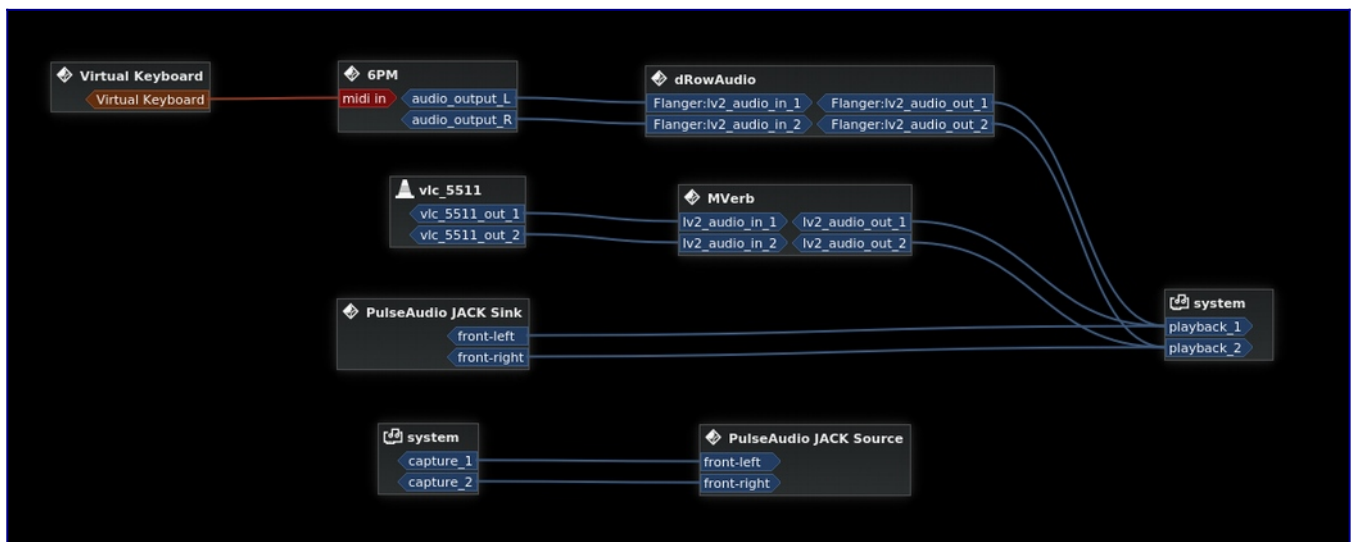 Virtual Keyboard
Virtual Keyboard
6PM
midi in audio_output_L
audio_output_R
dRowAudio
Flanger:lv2_audio_in_1 Flanger:lv2_audio_out_1
Flanger:lv2_audio_in_2 Flanger:lv2_audio_out_2
vlc_5511
vlc_5511_out_1
vlc_5511_out_2
MVerb
lv2_audio_in_1 lv2_audio_out_1
lv2_audio_in_2 lv2_audio_out_2
PulseAudio JACK Sink
front-left
front-right
system
playback_1
playback_2
system
capture_1
capture_2
PulseAudio JACK Source
front-left
front-right